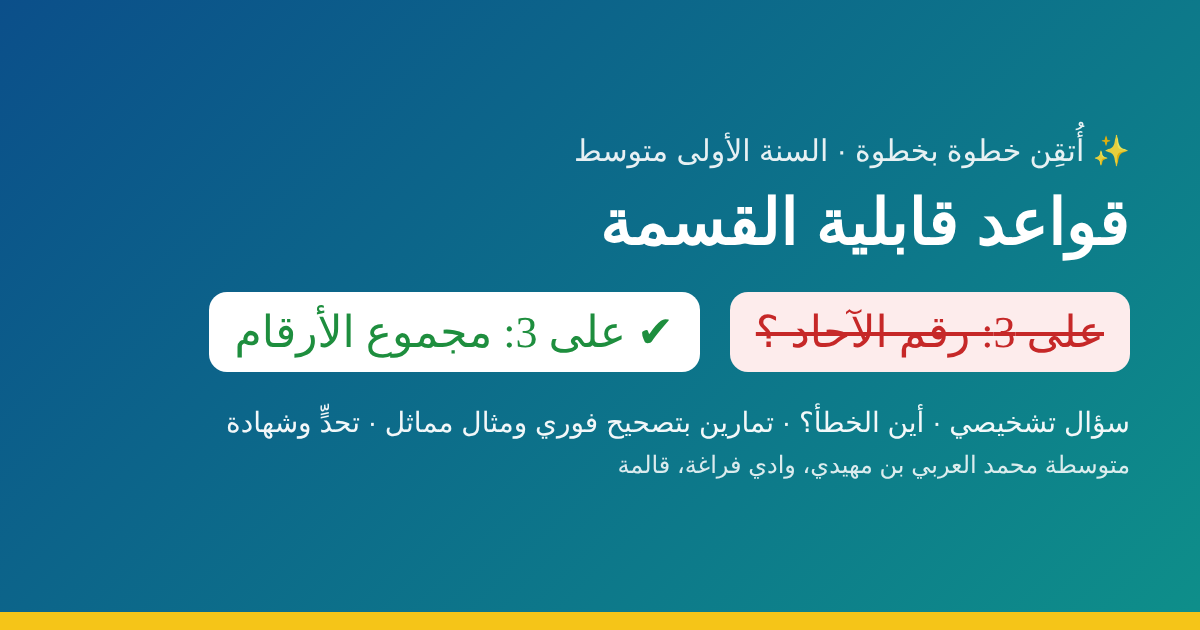 ✨ أُتقِن خطوة بخطوة · السنة الأولى متوسط
قواعد قابلية القسمة
على 3: رقم الآحاد ؟
✔ على 3: مجموع الأرقام
سؤال تشخيصي · أين الخطأ؟ · تمارين بتصحيح فوري ومثال مماثل · تحدٍّ وشهادة
متوسطة محمد العربي بن مهيدي، وادي فراغة، قالمة